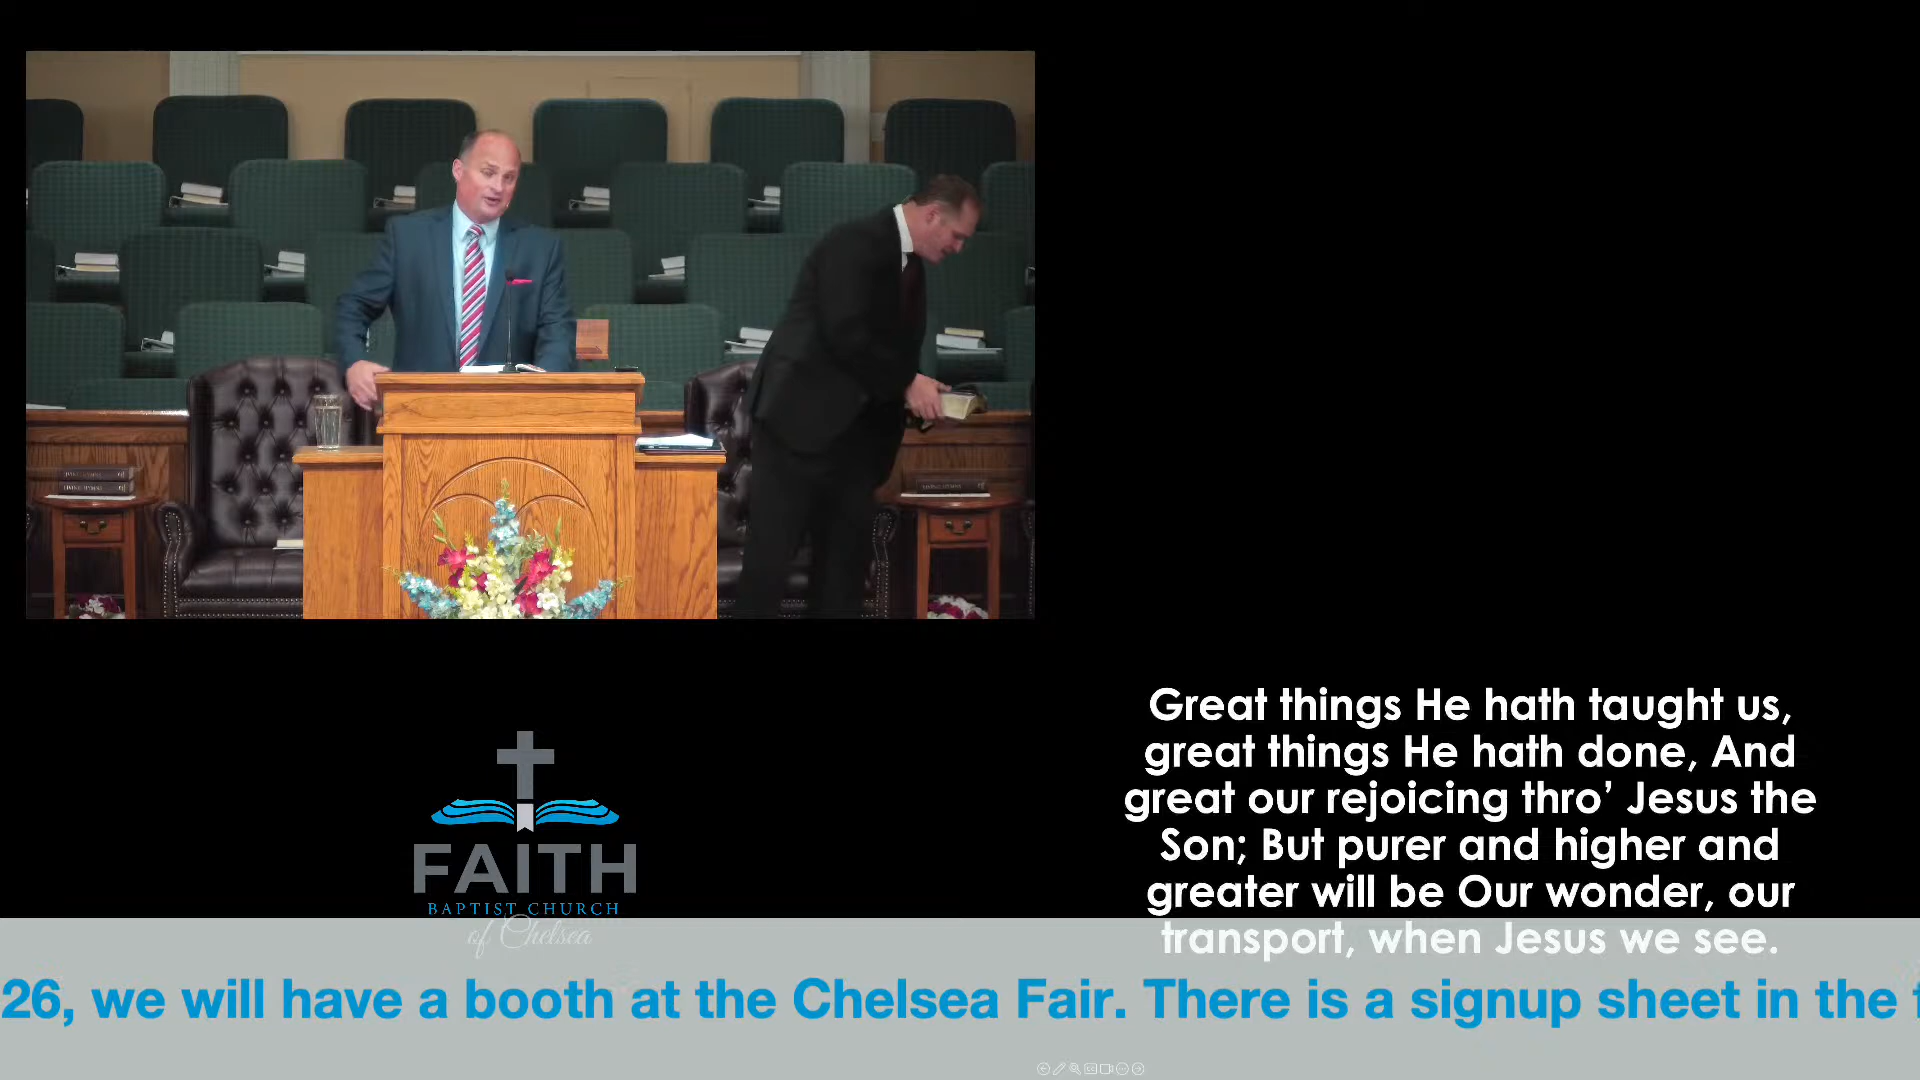 Great things He hath taught us,
great things He hath done, And
great our rejoicing thro’ Jesus the
Son; But purer and higher and
greater will be Our wonder, our
transport, when Jesus we see.
FAITH
BAPTIST CHURCH
of Chelsea
26, we will have a booth at the Chelsea Fair. There is a signup sheet in the